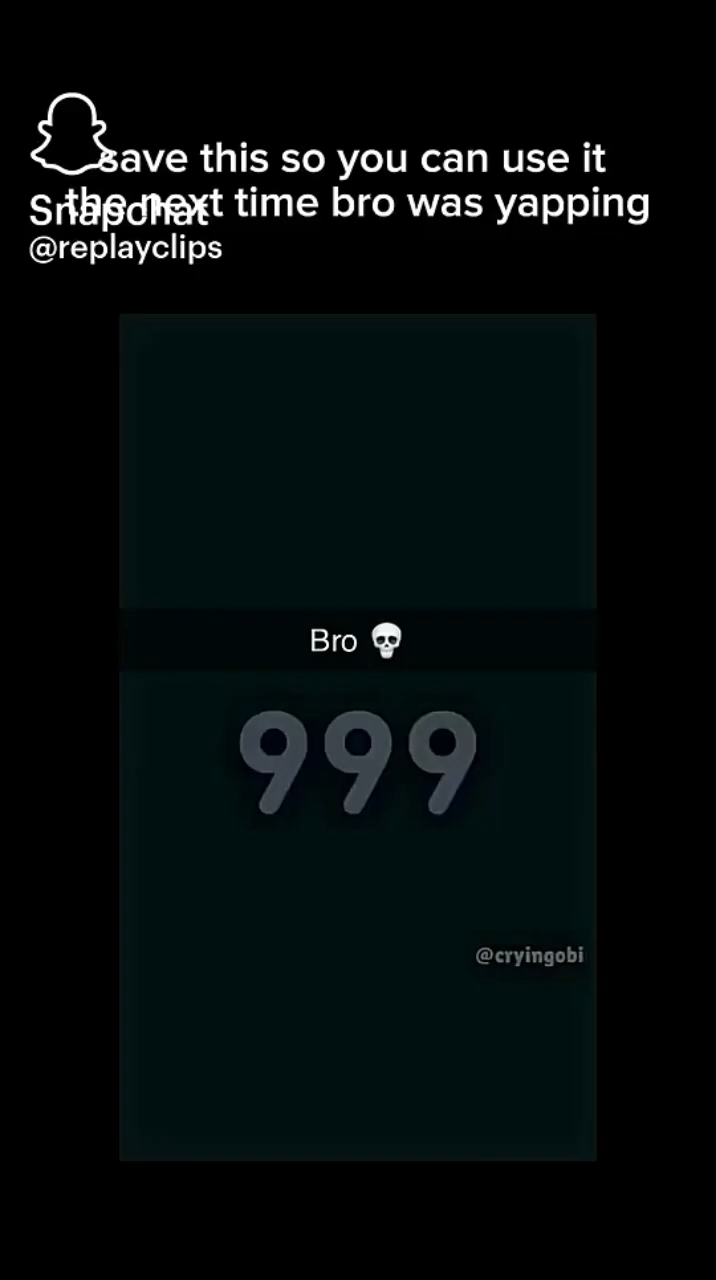 save this so you can use it
the next time bro was yapping
Snapchat
@replayclips
Bro 💀
999
@cryingobi